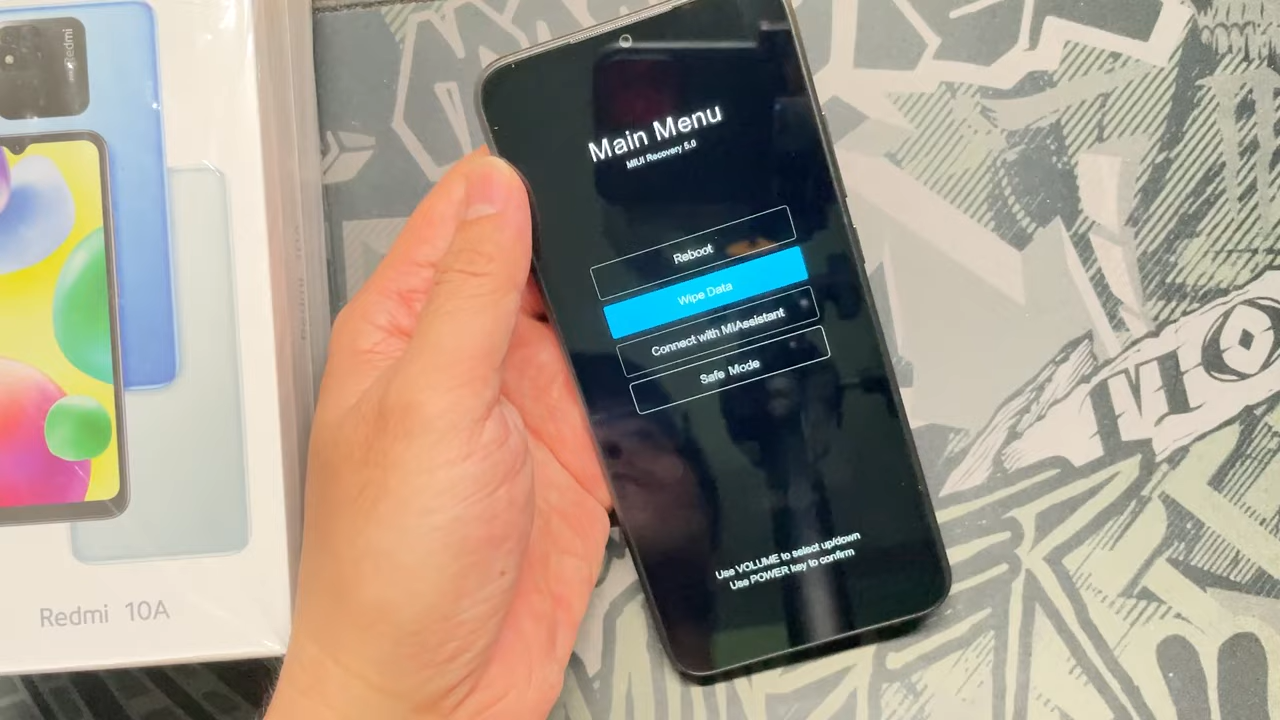 Redmi
Redmi 10A
Main Menu
MIUI Recovery 5.0
Reboot
Wipe Data
Connect with MIAssistant
Safe Mode
Use VOLUME to select up/down
Use POWER key to confirm